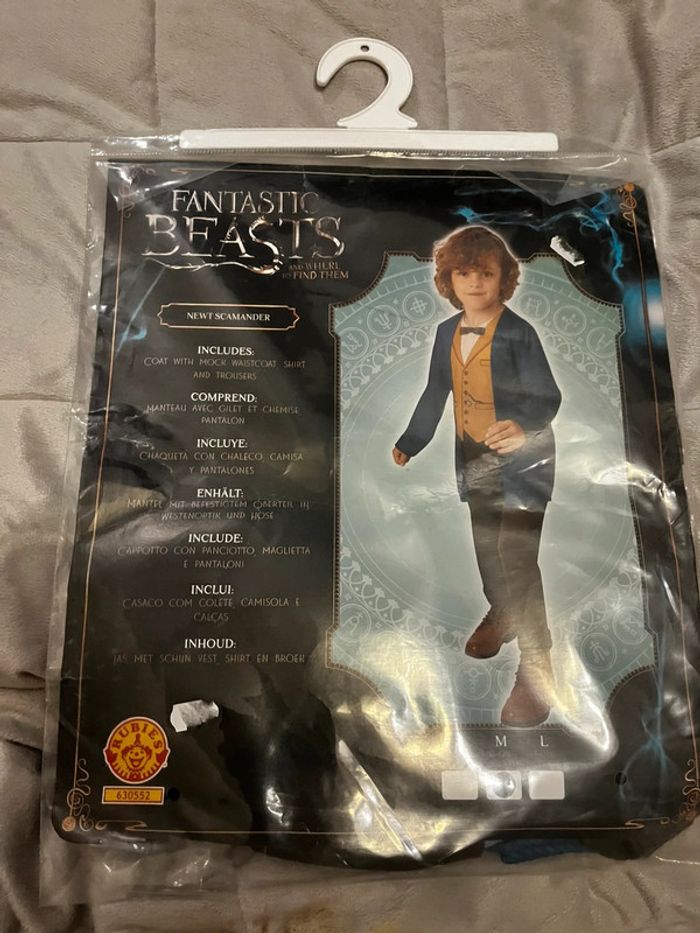 FANTASTIC
BEASTS
AND WHERE
TO FIND THEM
NEWT SCAMANDER
INCLUDES:
COAT WITH MOCK WAISTCOAT, SHIRT
AND TROUSERS
COMPREND:
MANTEAU AVEC GILET ET CHEMISE
PANTALON
INCLUYE:
CHAQUETA CON CHALECO, CAMISA
Y PANTALONES
ENHÄLT:
MANTEL MIT BEFESTIGTEM OBERTEIL IN
WESTENOPTIK UND HOSE
INCLUDE:
CAPPOTTO CON PANCIOTTO, MAGLIETTA
E PANTALONI
INCLUI:
CASACO COM COLETE, CAMISOLA E
CALÇAS
INHOUD:
JAS MET SCHIJN VEST, SHIRT EN BROEK
RUBIES
630552
M L